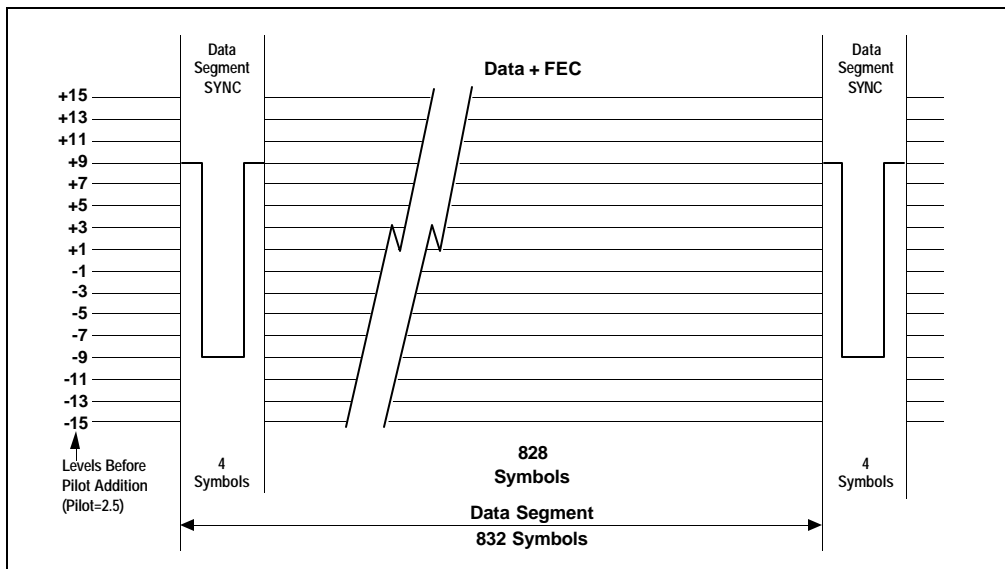 Data
Segment
SYNC
Data + FEC
Data
Segment
SYNC
+15
+13
+11
+9
+7
+5
+3
+1
-1
-3
-5
-7
-9
-11
-13
-15
Levels Before
Pilot Addition
(Pilot=2.5)
4
Symbols
828
Symbols
4
Symbols
Data Segment
832 Symbols